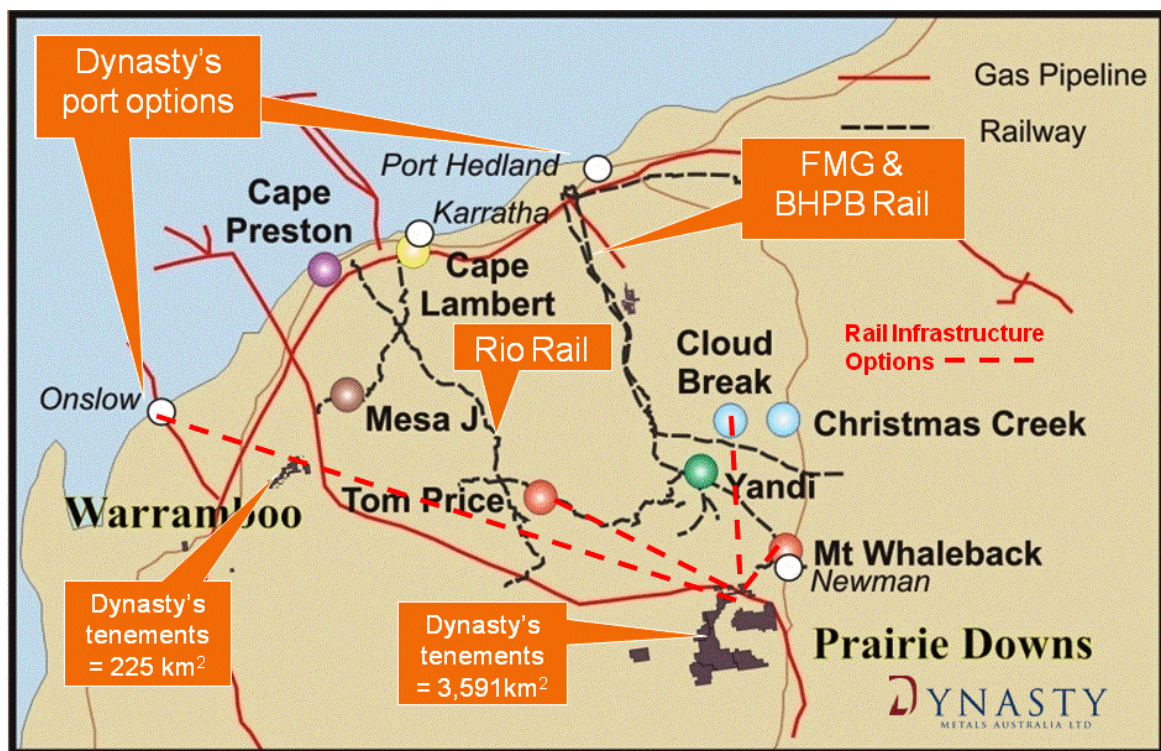 Dynasty's
port options
Gas Pipeline
Railway
Port Hedland
FMG &
BHPB Rail
Cape
Preston
Karratha
Cape
Lambert
Rio Rail
Rail Infrastructure
Options
Cloud
Break
Onslow
Mesa J
Christmas Creek
Warramboo
Tom Price
Yandi
Mt Whaleback
Newman
Dynasty's
tenements
= 225 km²
Dynasty's
tenements
= 3,591km²
Prairie Downs
DYNASTY
METALS AUSTRALIA LTD